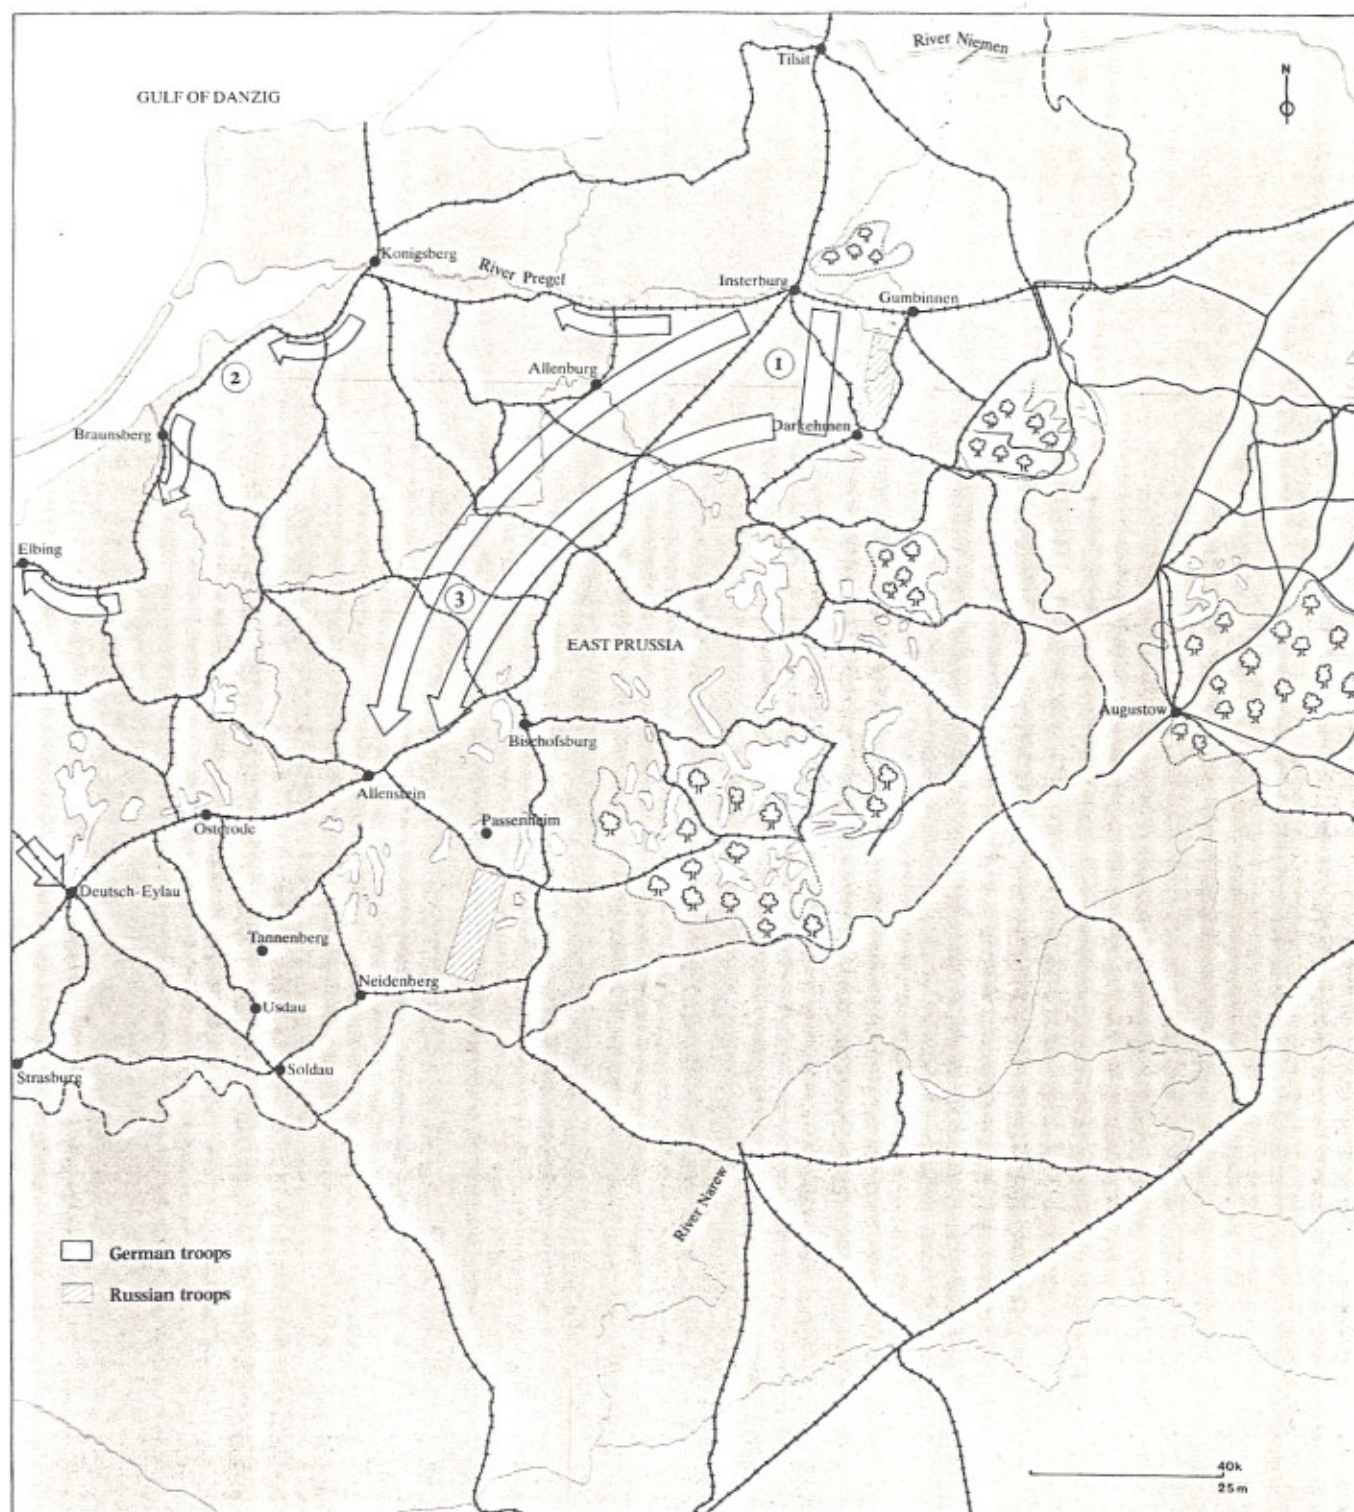 River Niemen
Tilsit
N
GULF OF DANZIG
Konigsberg
River Pregel
Insterburg
Gumbinnen
1
2
Allenburg
Braunsberg
Darkehmen
Elbing
3
EAST PRUSSIA
Augustow
Bischofsburg
Allenstein
Osterode
Passenheim
Deutsch-Eylau
Tannenberg
Neidenberg
Usdau
Soldau
Strasburg
River Narew
German troops
Russian troops
40k
25m